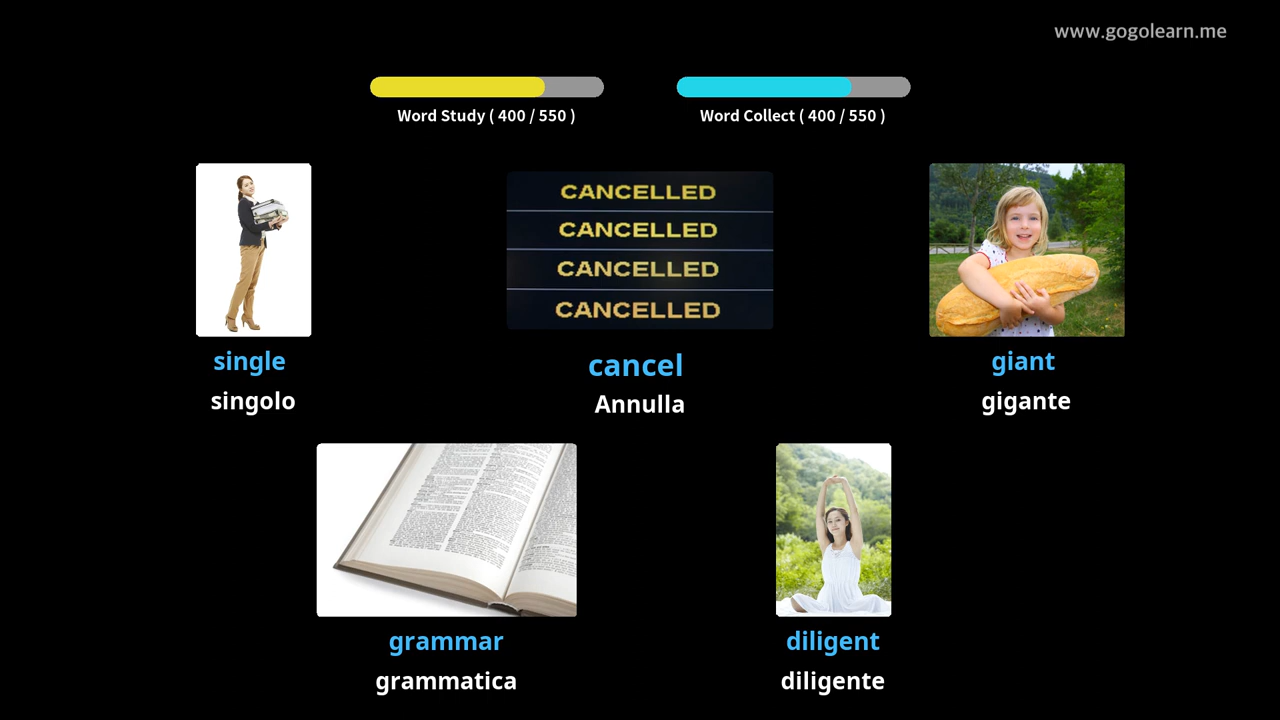 www.gogolearn.me
Word Study ( 400 / 550 )
Word Collect ( 400 / 550 )
CANCELLED
CANCELLED
CANCELLED
CANCELLED
single
singolo
cancel
Annulla
giant
gigante
grammar
grammatica
diligent
diligente